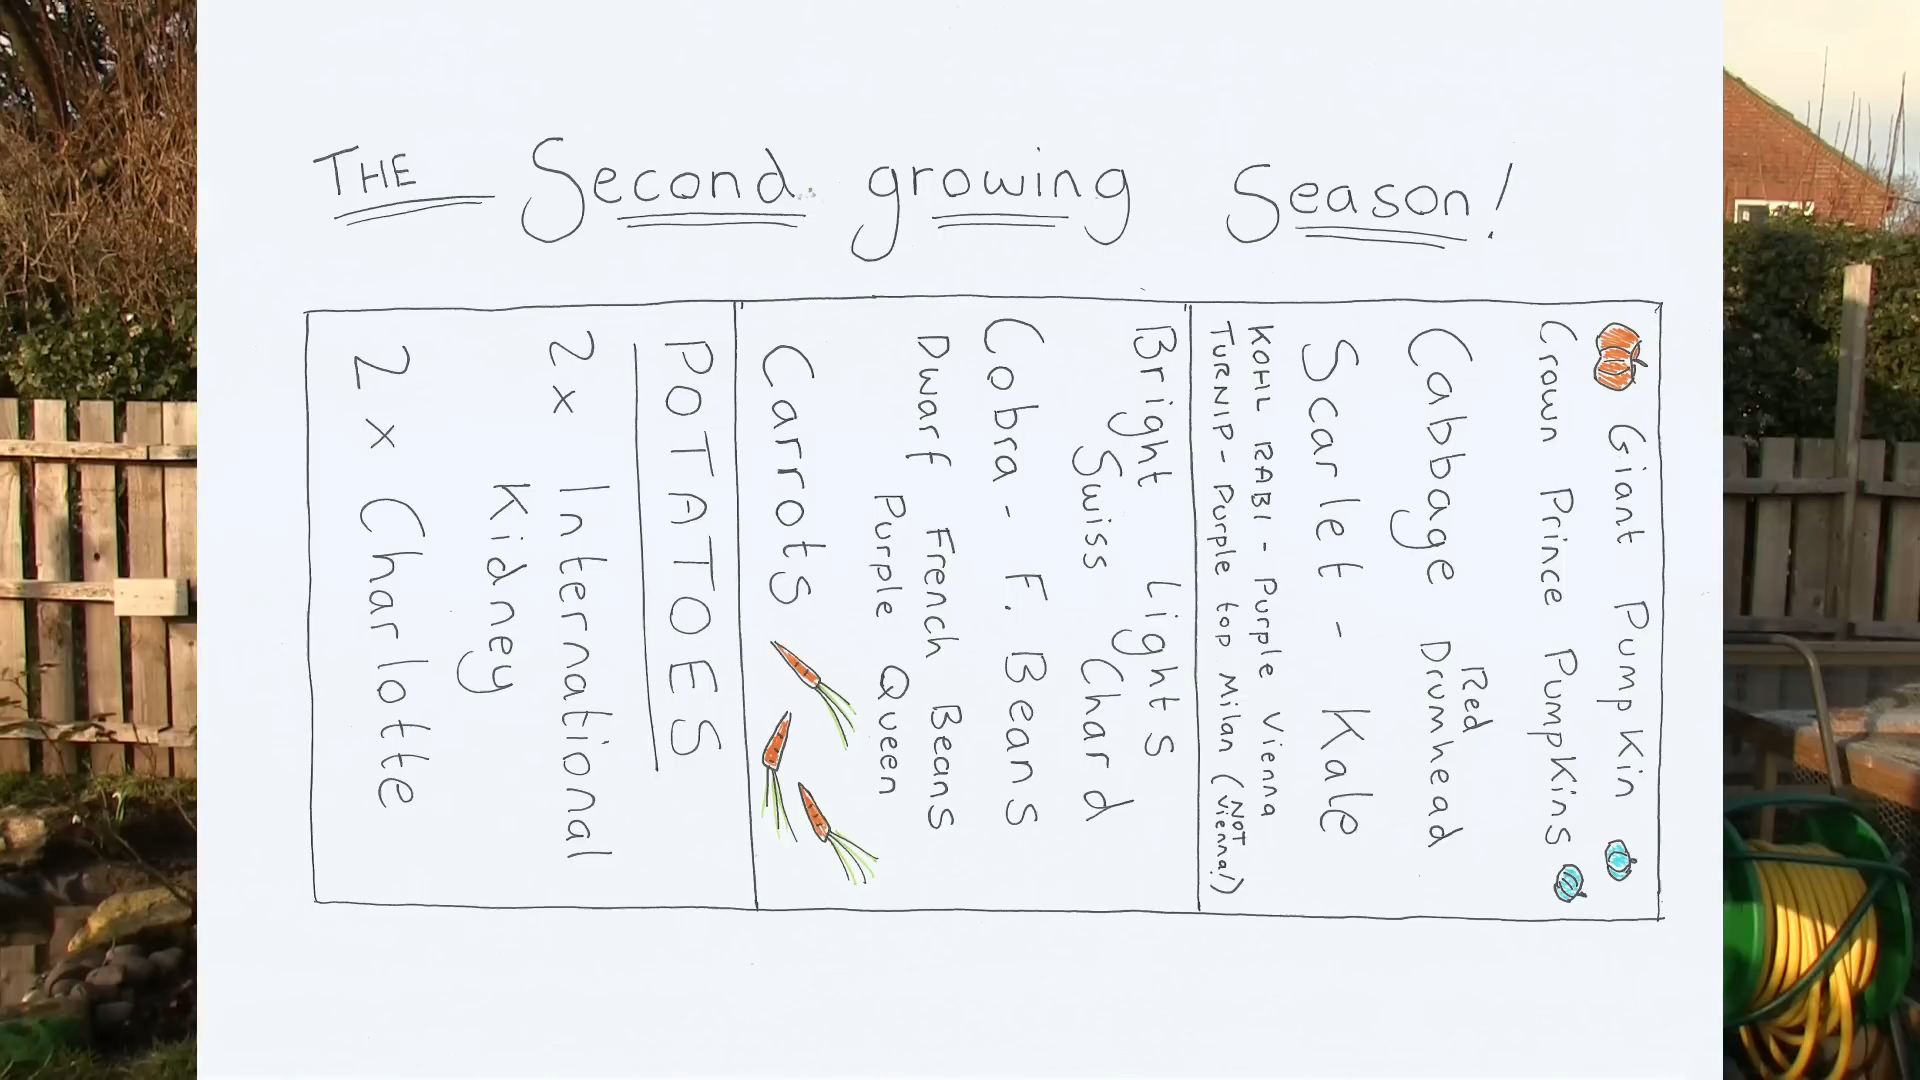 THE Second growing Season!
Giant Pumpkin
Crown Prince Pumpkins
Cabbage Red Drumhead
Scarlet - Kale
KOHL RABI - Purple Vienna
TURNIP - Purple top Milan (NOT Vienna!)
Bright Lights
Swiss Chard
Cobra - F. Beans
Dwarf French Beans
Purple Queen
Carrots
POTATOES
2 x International
Kidney
2 x Charlotte